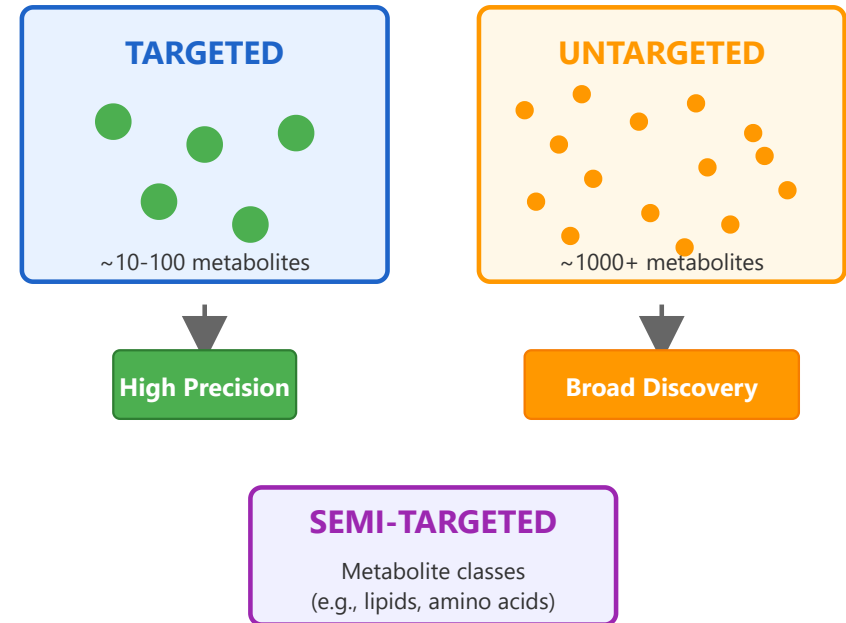 TARGETED
~10-100 metabolites
High Precision
UNTARGETED
~1000+ metabolites
Broad Discovery
SEMI-TARGETED
Metabolite classes
(e.g., lipids, amino acids)